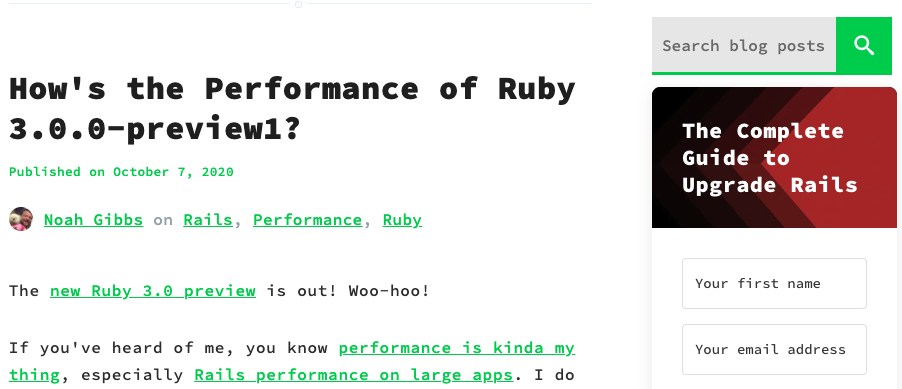 How's the Performance of Ruby
3.0.0-preview1?
Published on October 7, 2020
Noah Gibbs on Rails, Performance, Ruby
The new Ruby 3.0 preview is out! Woo-hoo!
If you've heard of me, you know performance is kinda my
thing, especially Rails performance on large apps. I do
Search blog posts
The Complete
Guide to
Upgrade Rails
Your first name
Your email address